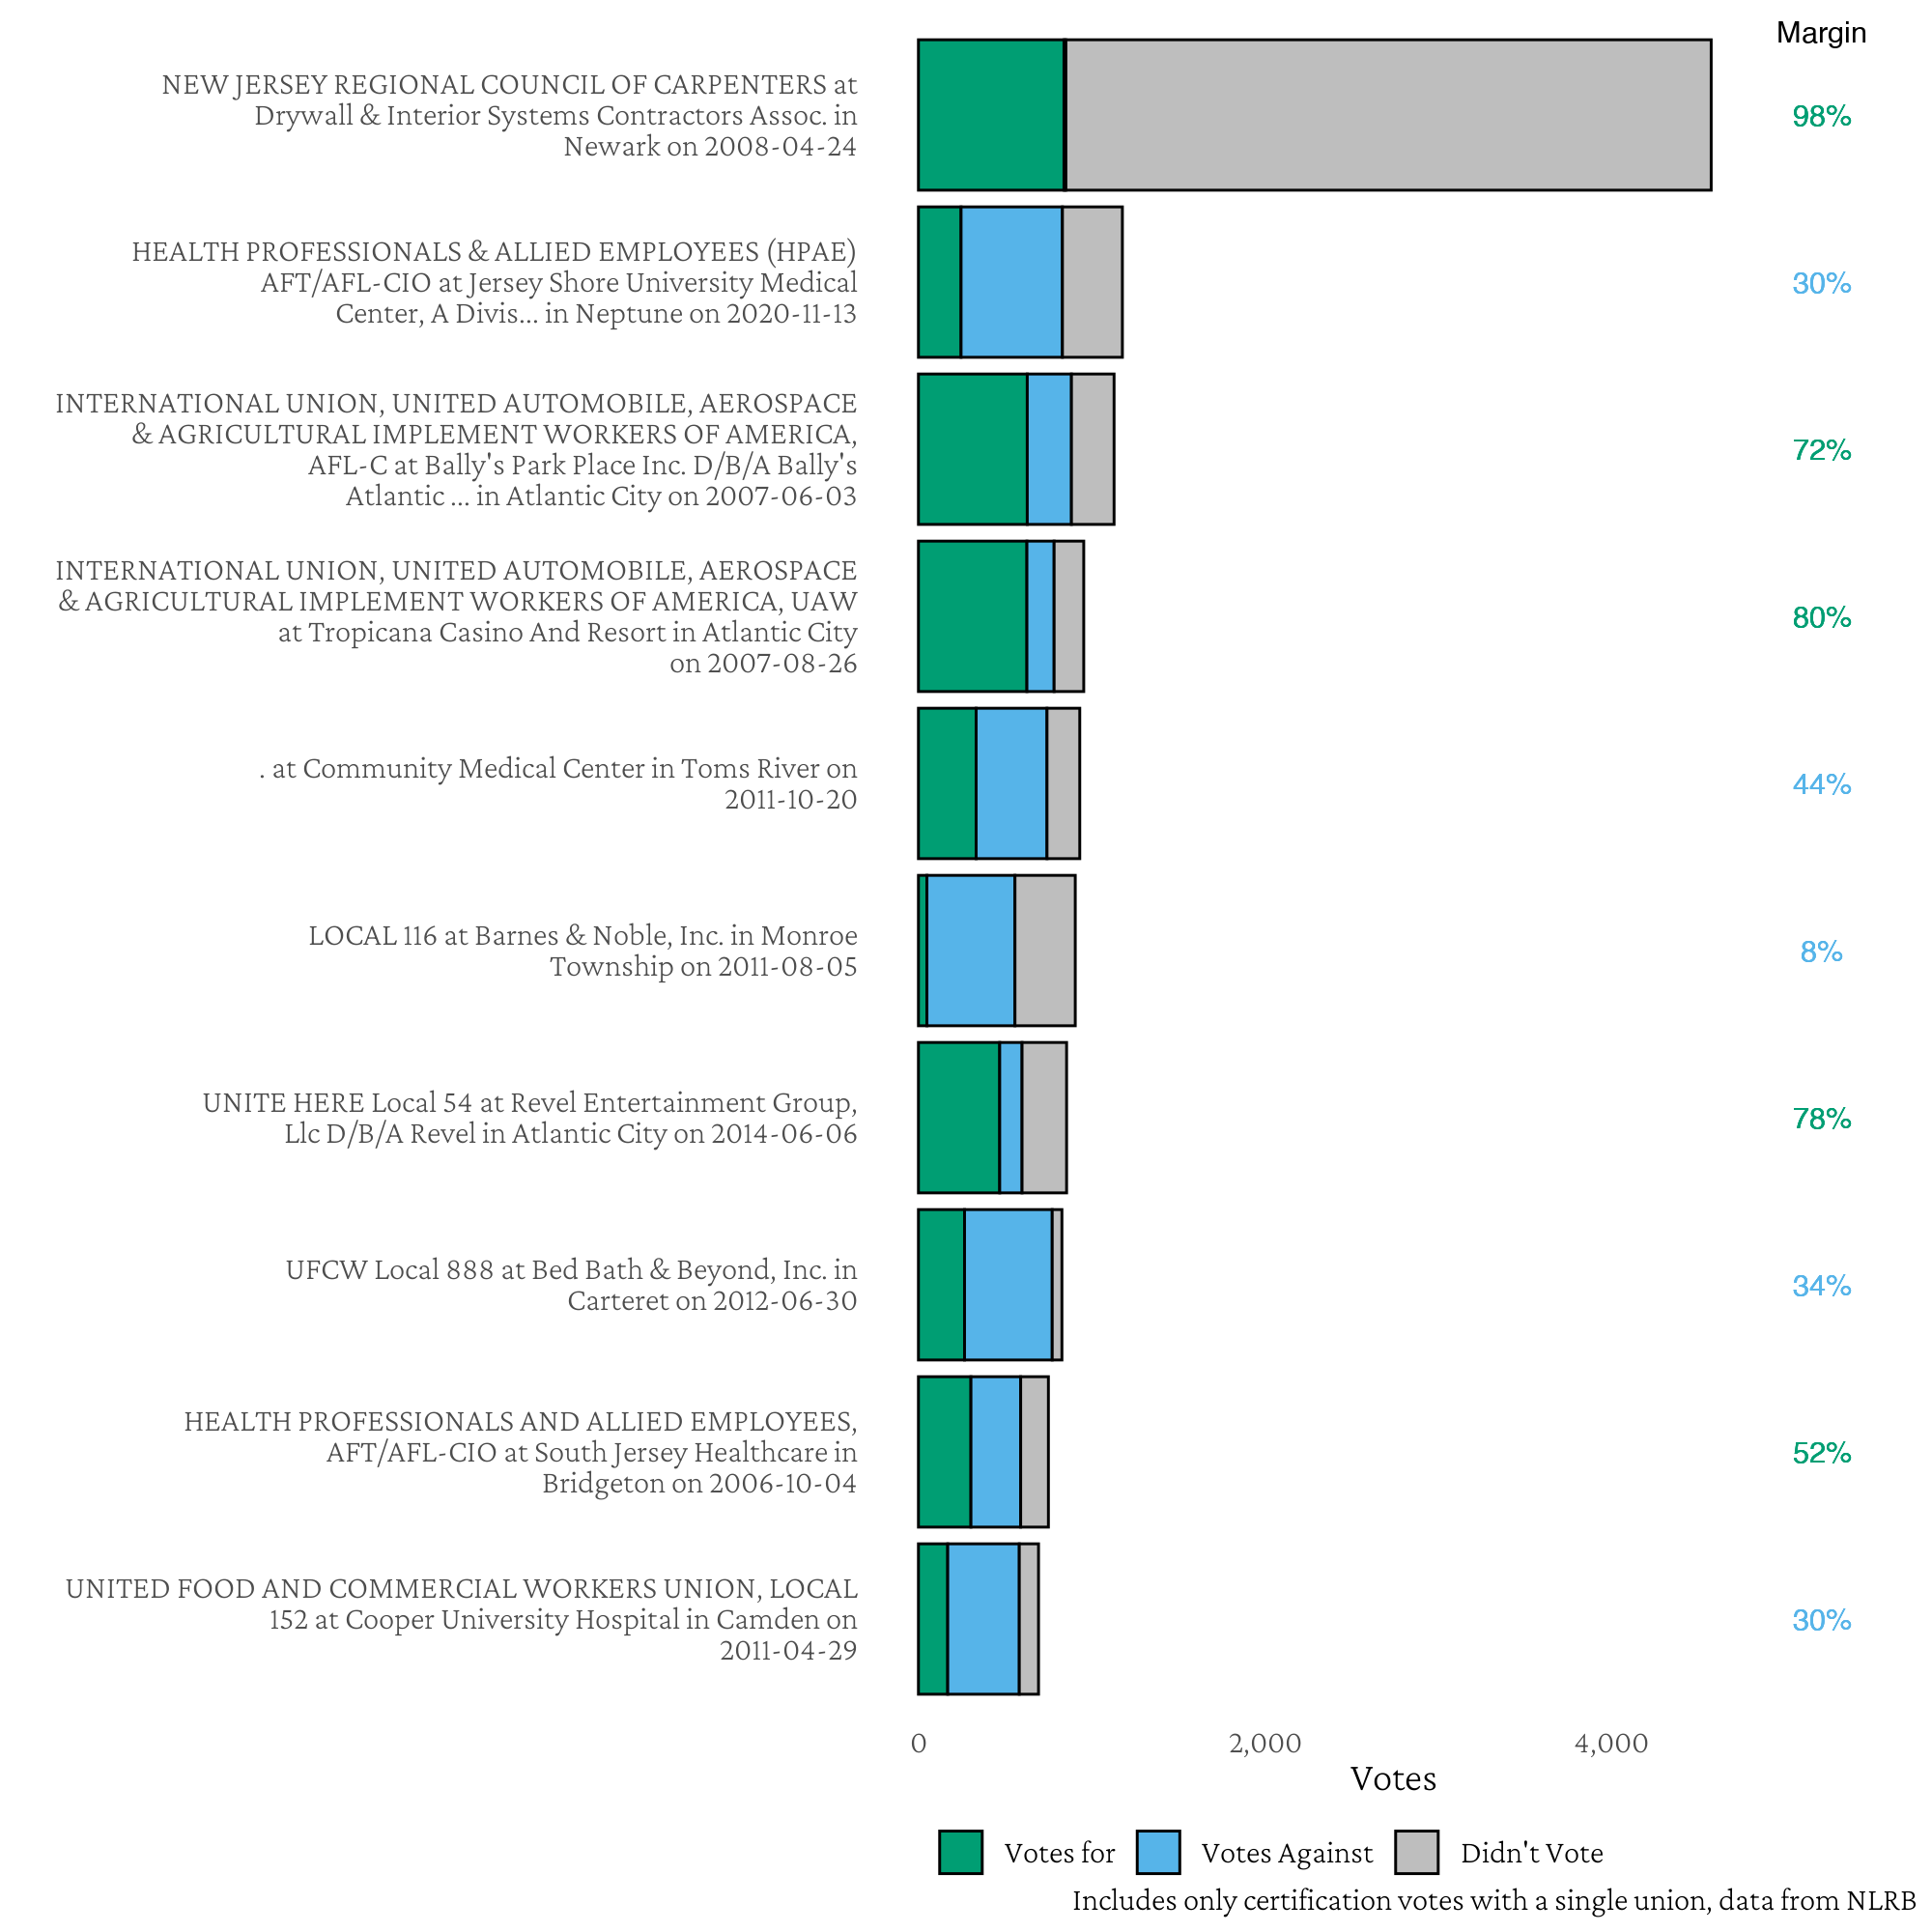 Margin
NEW JERSEY REGIONAL COUNCIL OF CARPENTERS at
Drywall & Interior Systems Contractors Assoc. in
Newark on 2008-04-24
98%
HEALTH PROFESSIONALS & ALLIED EMPLOYEES (HPAE)
AFT/AFL-CIO at Jersey Shore University Medical
Center, A Divis... in Neptune on 2020-11-13
30%
INTERNATIONAL UNION, UNITED AUTOMOBILE, AEROSPACE
& AGRICULTURAL IMPLEMENT WORKERS OF AMERICA,
AFL-C at Bally's Park Place Inc. D/B/A Bally's
Atlantic ... in Atlantic City on 2007-06-03
72%
INTERNATIONAL UNION, UNITED AUTOMOBILE, AEROSPACE
& AGRICULTURAL IMPLEMENT WORKERS OF AMERICA, UAW
at Tropicana Casino And Resort in Atlantic City
on 2007-08-26
80%
. at Community Medical Center in Toms River on
2011-10-20
44%
LOCAL 116 at Barnes & Noble, Inc. in Monroe
Township on 2011-08-05
8%
UNITE HERE Local 54 at Revel Entertainment Group,
Llc D/B/A Revel in Atlantic City on 2014-06-06
78%
UFCW Local 888 at Bed Bath & Beyond, Inc. in
Carteret on 2012-06-30
34%
HEALTH PROFESSIONALS AND ALLIED EMPLOYEES,
AFT/AFL-CIO at South Jersey Healthcare in
Bridgeton on 2006-10-04
52%
UNITED FOOD AND COMMERCIAL WORKERS UNION, LOCAL
152 at Cooper University Hospital in Camden on
2011-04-29
30%
0 2,000 4,000
Votes
Votes for Votes Against Didn't Vote
Includes only certification votes with a single union, data from NLRB